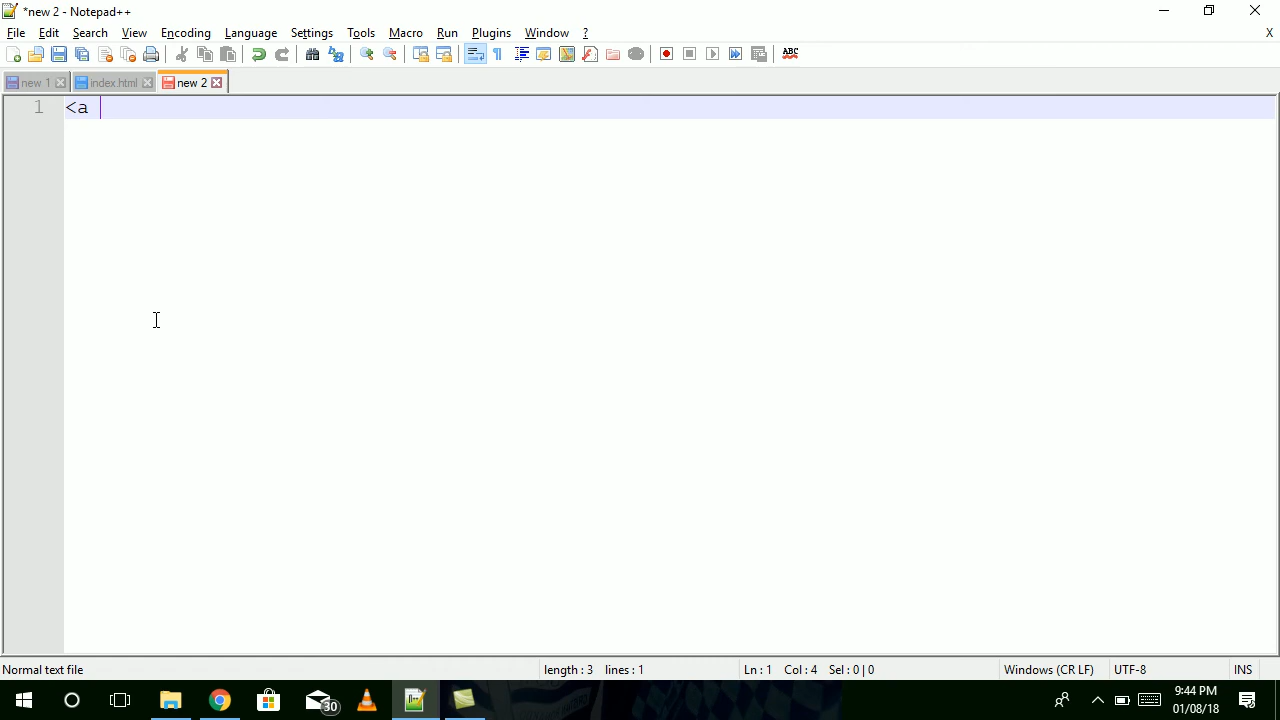 *new 2 - Notepad++
File Edit Search View Encoding Language Settings Tools Macro Run Plugins Window ? X
ABC
new 1 index.html new 2
1 <a
Normal text file length : 3 lines : 1 Ln : 1 Col : 4 Sel : 0 | 0 Windows (CR LF) UTF-8 INS
30
9:44 PM
01/08/18